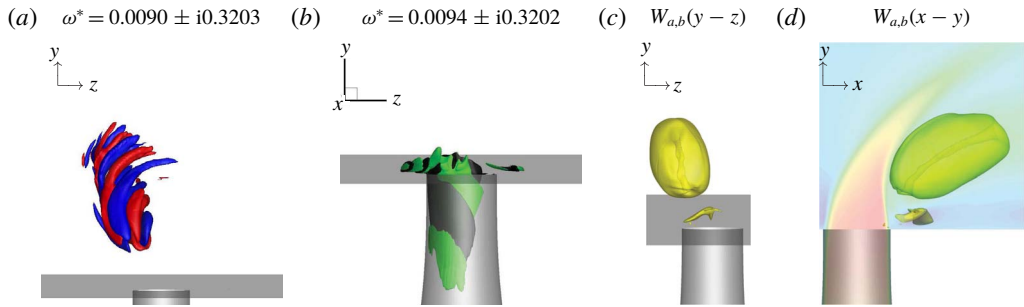 (a) ω* = 0.0090 ± i0.3203 (b) ω* = 0.0094 ± i0.3202 (c) W_{a,b}(y − z) (d) W_{a,b}(x − y)
y z
y x z
y z
y x